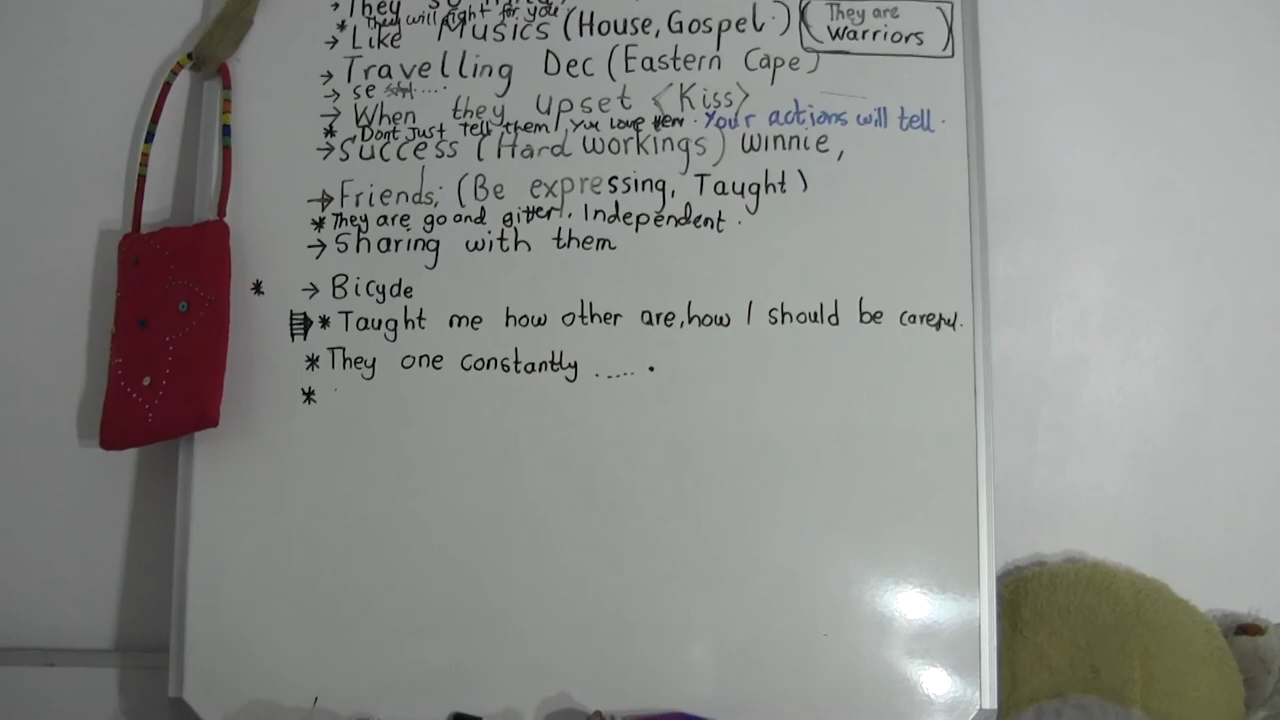 → They
* They will fight for you
→ Like Musics (House, Gospel.) (They are Warriors)
→ Travelling Dec (Eastern Cape)
→ se .....
→ When they upset <Kiss>
* Dont just tell them you love them. Your actions will tell.
→ Success (Hard workings) Winnie,
→ Friends; (Be expressing, Taught)
* They are go and gitter. Independent.
→ Sharing with them
* → Bicycle
* Taught me how other are, how I should be careful.
* They one constantly ...... .
*